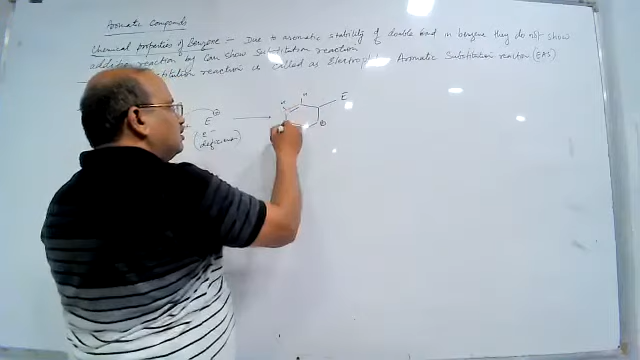 Aromatic Compounds
Chemical properties of Benzene :- Due to aromatic stability of double bond in benzene they do not show
addition reaction by Can show Substitution reaction
Substitution reaction is called as Electrophilic Aromatic Substitution reaction (EAS)
H H E
E⊕ ⊕
(e⁻
deficient)